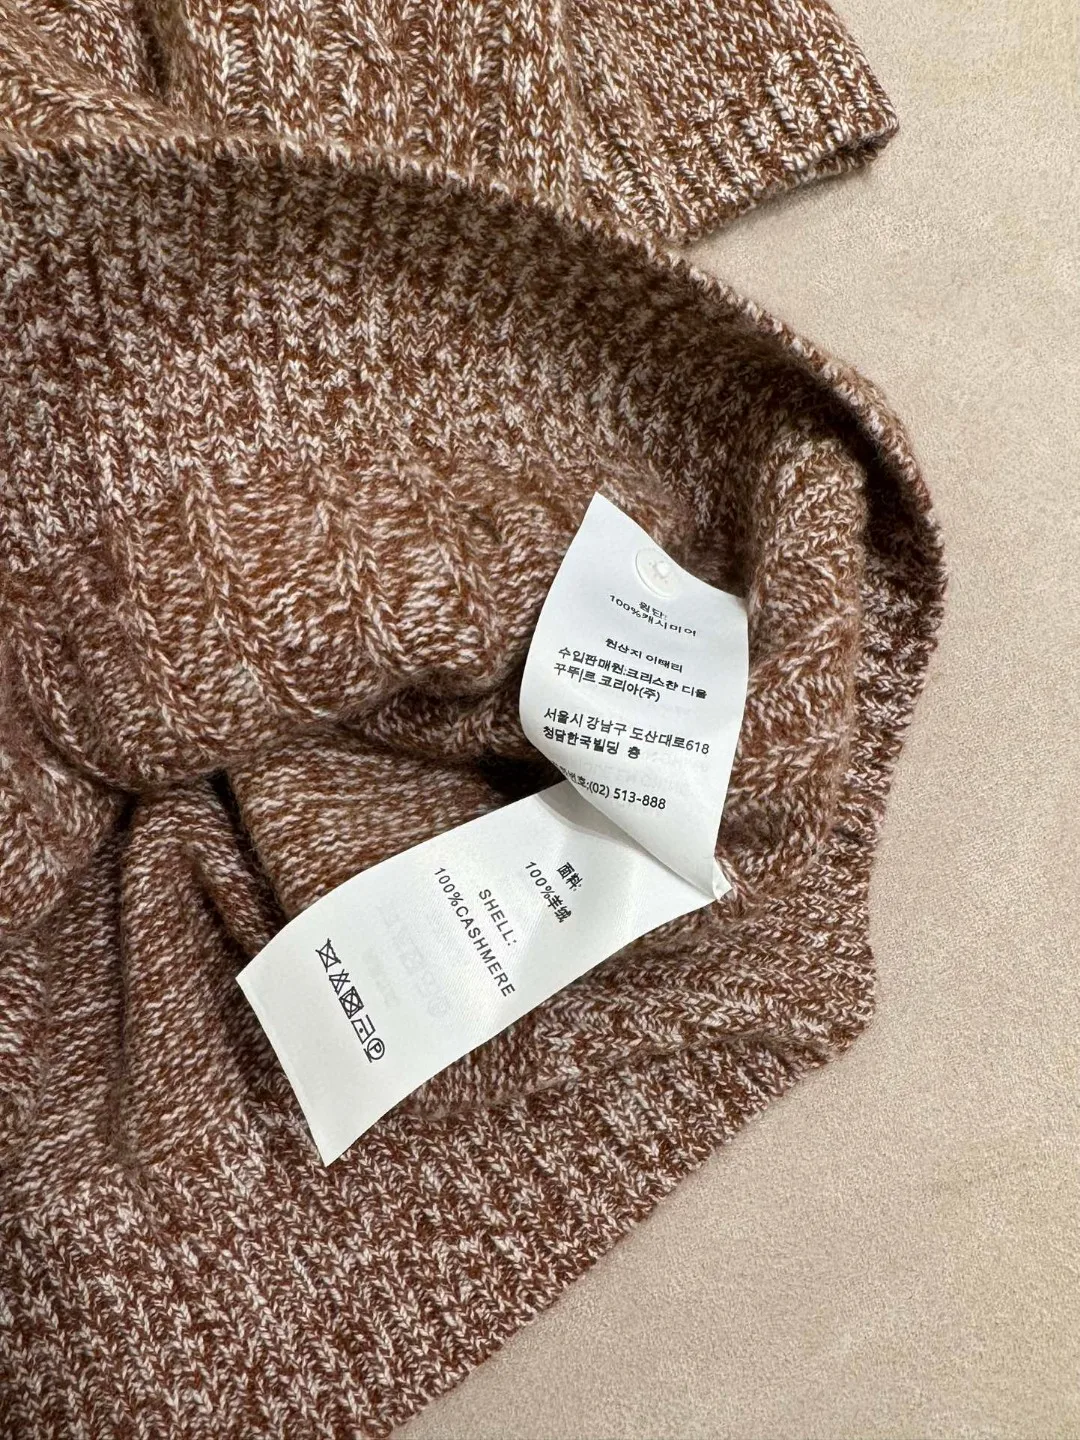 원단:
100%캐시미어
원산지 이태리
수입판매원:크리스챤 디올
꾸뛰르 코리아(주)
서울시 강남구 도산대로618
청담한국빌딩 층
번호:(02) 513-888
面料:
100%羊绒
SHELL:
100%CASHMERE